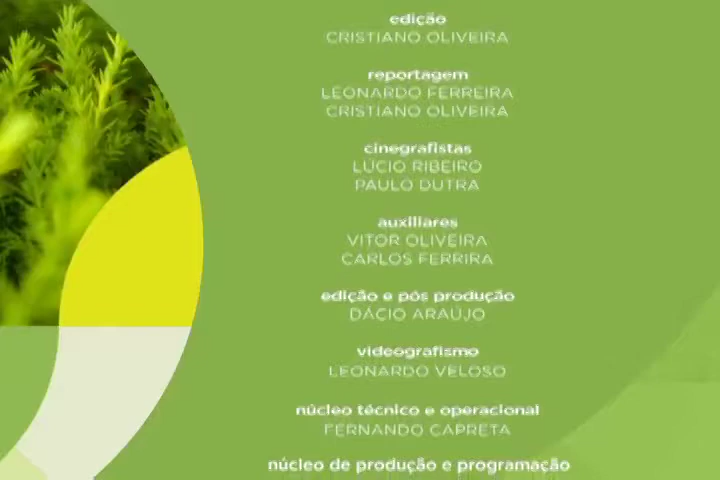 edição
CRISTIANO OLIVEIRA
reportagem
LEONARDO FERREIRA
CRISTIANO OLIVEIRA
cinegrafistas
LÚCIO RIBEIRO
PAULO DUTRA
auxiliares
VITOR OLIVEIRA
CARLOS FERRIRA
edição e pós produção
DÁCIO ARAÚJO
videografismo
LEONARDO VELOSO
núcleo técnico e operacional
FERNANDO CAPRETA
núcleo de produção e programação